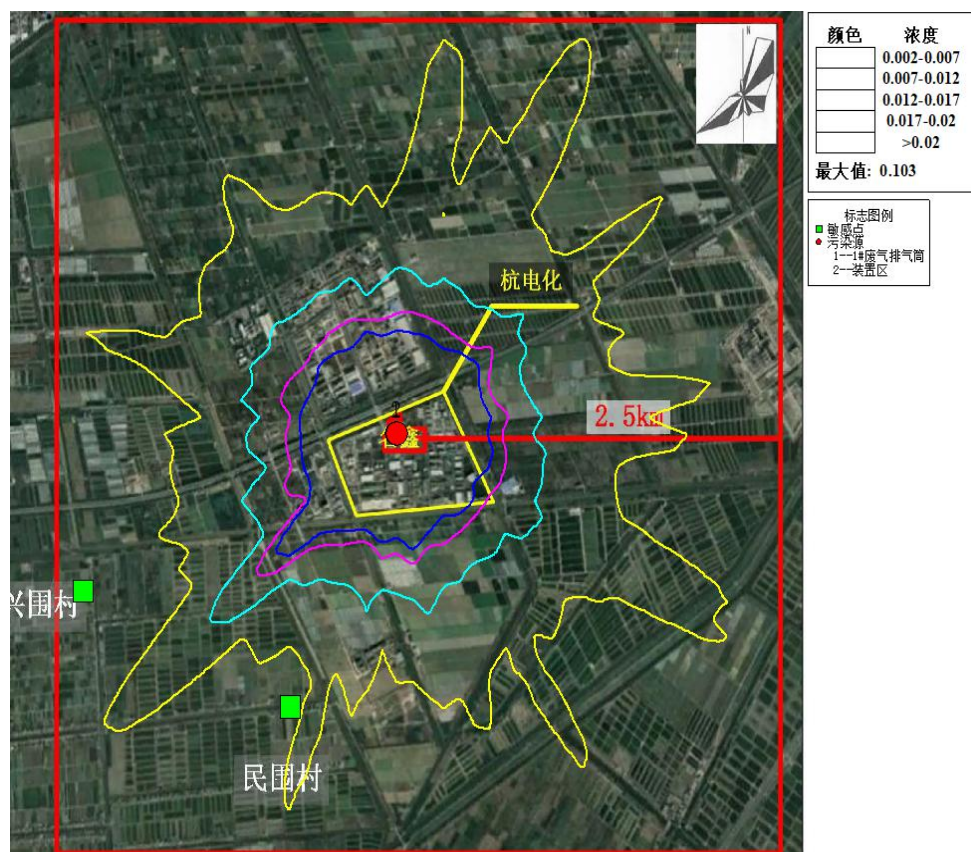 N
杭电化
2
2.5km
兴围村
民围村
颜色 浓度
0.002-0.007
0.007-0.012
0.012-0.017
0.017-0.02
>0.02
最大值: 0.103
标志图例
敏感点
污染源
1--1#废气排气筒
2--装置区